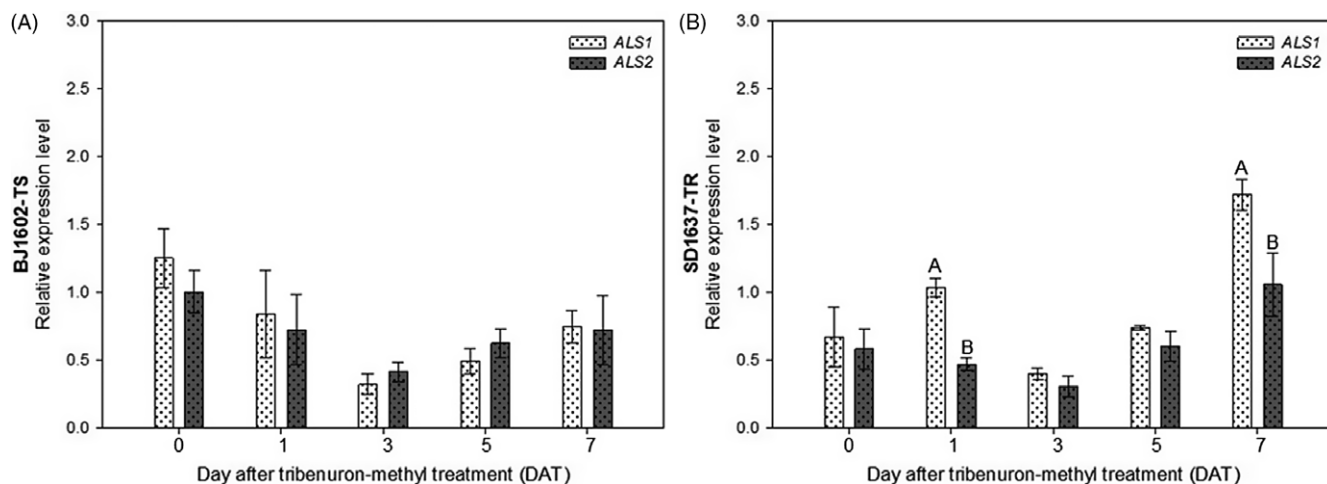 (A)
BJ1602-TS
Relative expression level
3.0
2.5
2.0
1.5
1.0
0.5
0.0
ALS1
ALS2
0 1 3 5 7
Day after tribenuron-methyl treatment (DAT)
(B)
SD1637-TR
Relative expression level
3.0
2.5
2.0
1.5
1.0
0.5
0.0
ALS1
ALS2
A
B
A
B
0 1 3 5 7
Day after tribenuron-methyl treatment (DAT)